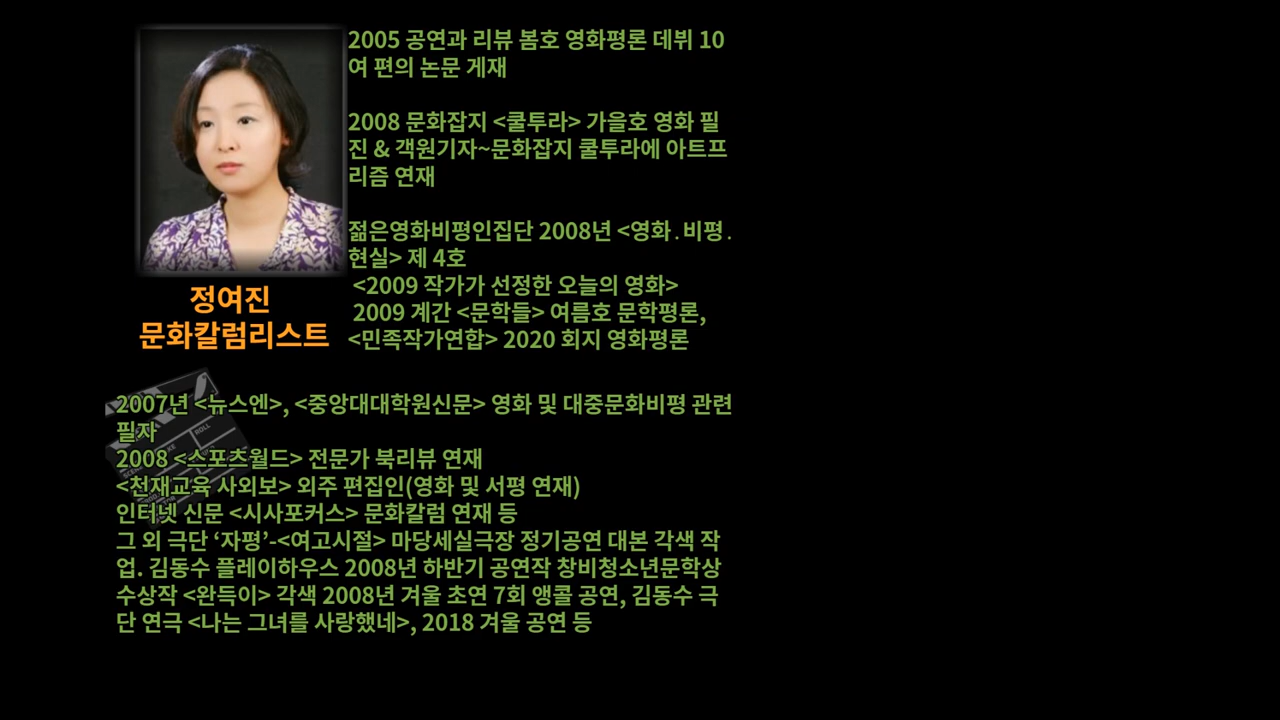 2005 공연과 리뷰 봄호 영화평론 데뷔 10
여 편의 논문 게재
2008 문화잡지 <쿨투라> 가을호 영화 필
진 & 객원기자~문화잡지 쿨투라에 아트프
리즘 연재
젊은영화비평인집단 2008년 <영화 . 비평 .
현실> 제 4호
<2009 작가가 선정한 오늘의 영화>
2009 계간 <문학들> 여름호 문학평론,
<민족작가연합> 2020 회지 영화평론
정여진
문화칼럼리스트
2007년 <뉴스엔>, <중앙대대학원신문> 영화 및 대중문화비평 관련
필자
2008 <스포츠월드> 전문가 북리뷰 연재
<천재교육 사외보> 외주 편집인(영화 및 서평 연재)
인터넷 신문 <시사포커스> 문화칼럼 연재 등
그 외 극단 ‘자평’-<여고시절> 마당세실극장 정기공연 대본 각색 작
업. 김동수 플레이하우스 2008년 하반기 공연작 창비청소년문학상
수상작 <완득이> 각색 2008년 겨울 초연 7회 앵콜 공연, 김동수 극
단 연극 <나는 그녀를 사랑했네>, 2018 겨울 공연 등
ROLL